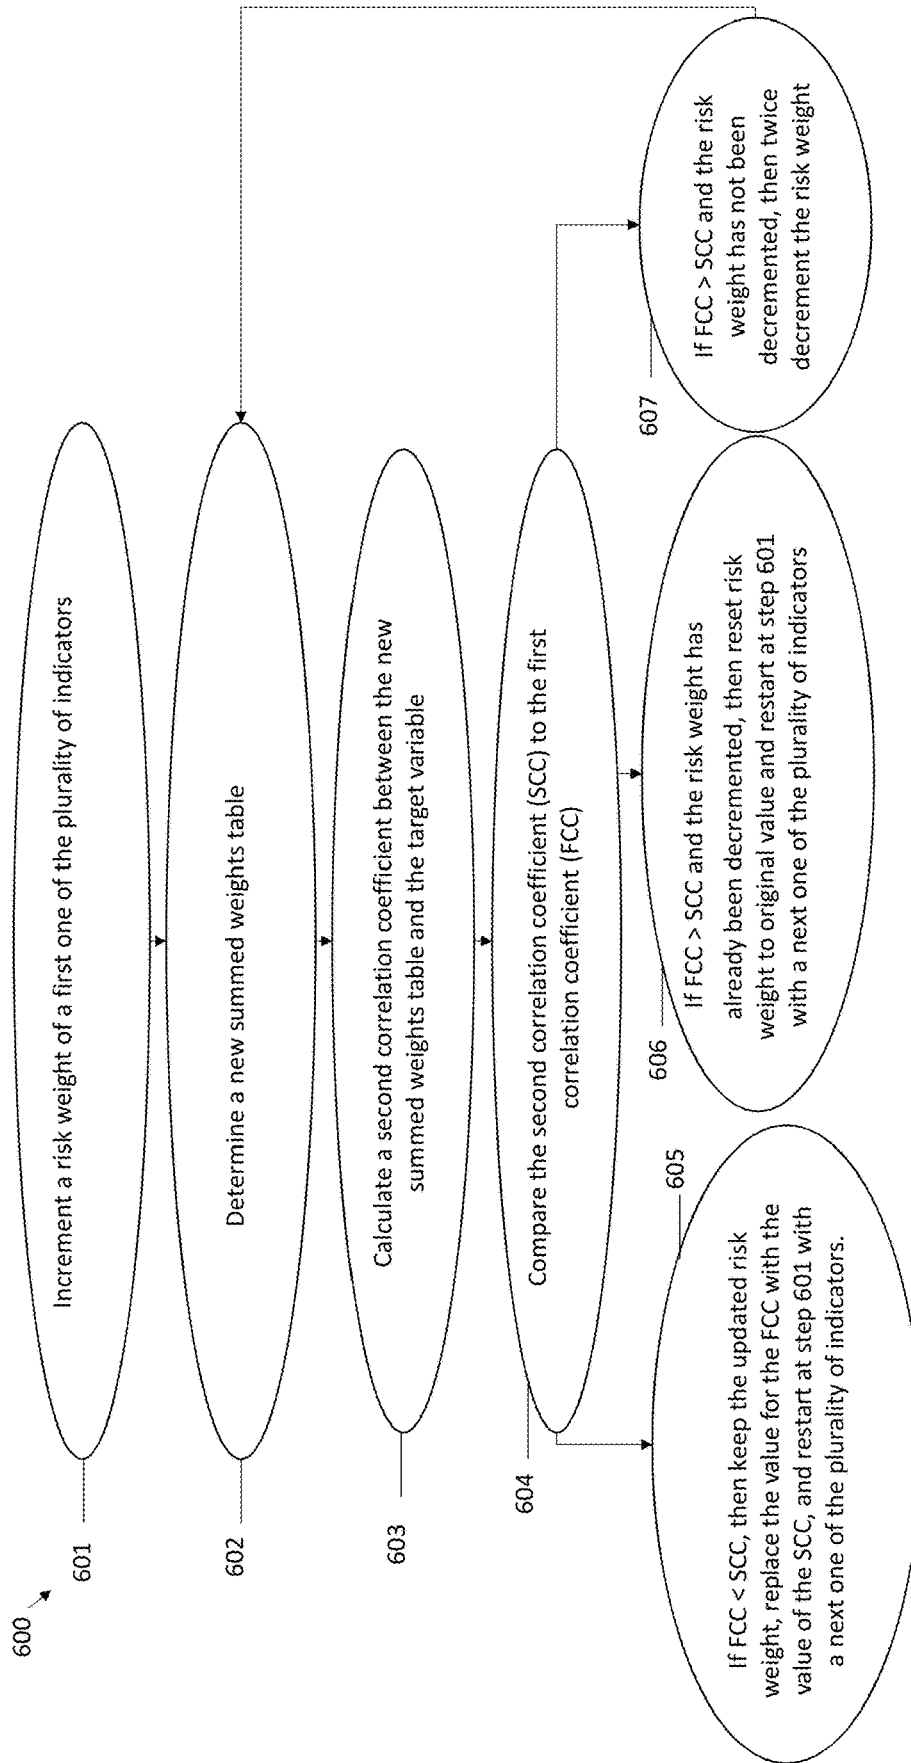 600
601
Increment a risk weight of a first one of the plurality of indicators
602
Determine a new summed weights table
603
Calculate a second correlation coefficient between the new
summed weights table and the target variable
604
Compare the second correlation coefficient (SCC) to the first
correlation coefficient (FCC)
605
If FCC < SCC, then keep the updated risk
weight, replace the value for the FCC with the
value of the SCC, and restart at step 601 with
a next one of the plurality of indicators.
606
If FCC > SCC and the risk weight has
already been decremented, then reset risk
weight to original value and restart at step 601
with a next one of the plurality of indicators
607
If FCC > SCC and the risk
weight has not been
decremented, then twice
decrement the risk weight